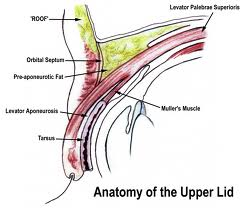 Levator Palebrae Superioris
'ROOF'
Orbital Septum
Pre-aponeurotic Fat
Levator Aponeurosis
Muller's Muscle
Tarsus
Anatomy of the Upper Lid